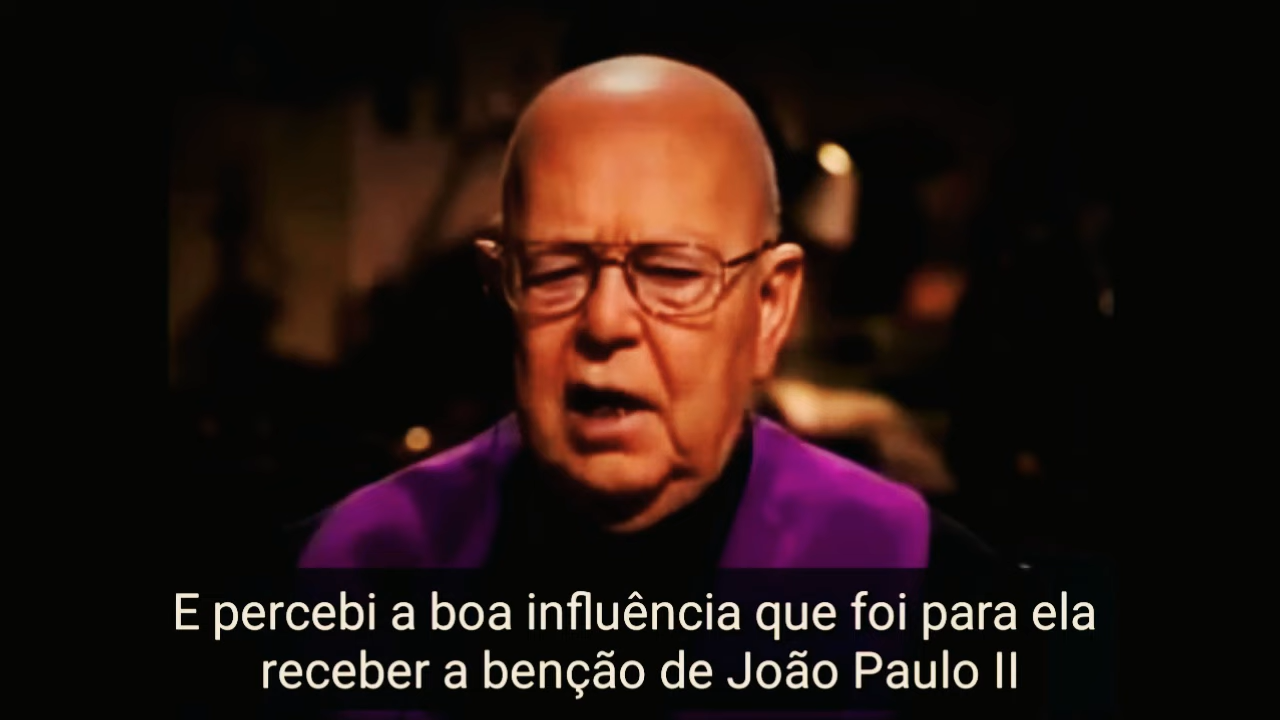 E percebi a boa influência que foi para ela
receber a benção de João Paulo II